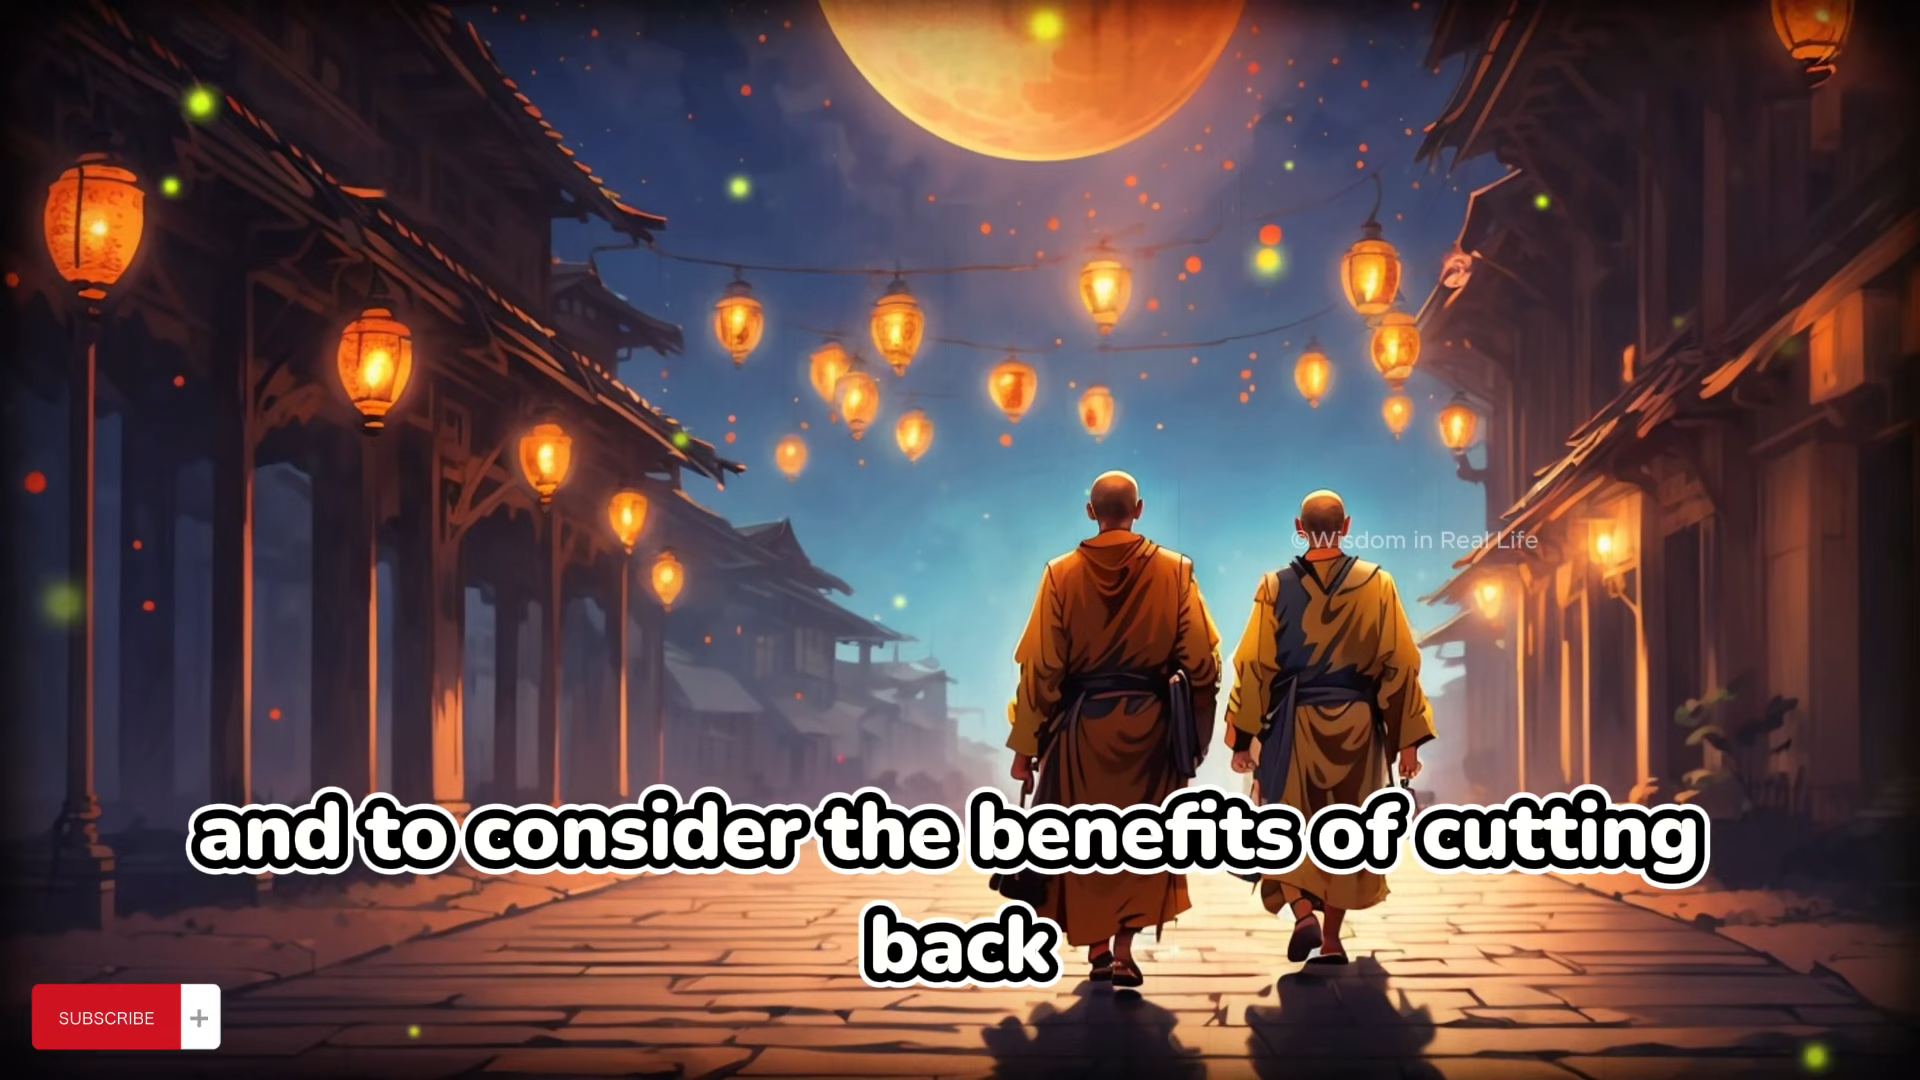 ©Wisdom in Real Life
and to consider the benefits of cutting
back
SUBSCRIBE +